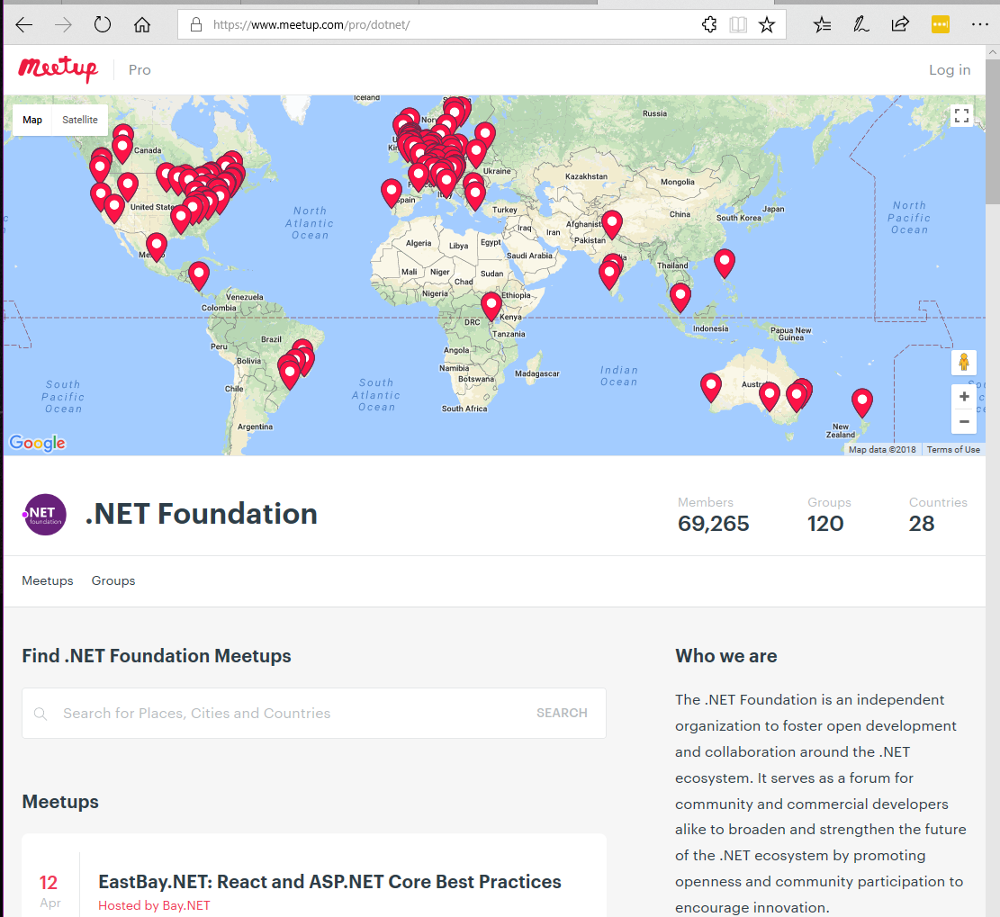 https://www.meetup.com/pro/dotnet/
Meetup Pro Log in
Map Satellite
Iceland
Russia
Canada
Ukraine
Kazakhstan
Mongolia
North Atlantic Ocean
United State
Turkey
Iraq
Iran
Afghanist
Pakistan
China
South Korea
Japan
North Pacific Ocean
Algeria
Libya
Egypt
Saudi Arabia
Mali
Niger
Chad
Sudan
Thailand
Nigeria
Ethiopia
Venezuela
Colombia
DRC
Kenya
Tanzania
Indonesia
Papua New Guinea
Peru
Brazil
Bolivia
Angola
Namibia
Botswana
Madagascar
Indian Ocean
South Pacific Ocean
South Atlantic Ocean
Chile
South Africa
Argentina
New Zealand
Google
Map data ©2018 Terms of Use
.NET foundation
.NET Foundation
Members Groups Countries
69,265 120 28
Meetups Groups
Find .NET Foundation Meetups
Search for Places, Cities and Countries SEARCH
Meetups
12 Apr
EastBay.NET: React and ASP.NET Core Best Practices
Hosted by Bay.NET
Who we are
The .NET Foundation is an independent
organization to foster open development
and collaboration around the .NET
ecosystem. It serves as a forum for
community and commercial developers
alike to broaden and strengthen the future
of the .NET ecosystem by promoting
openness and community participation to
encourage innovation.